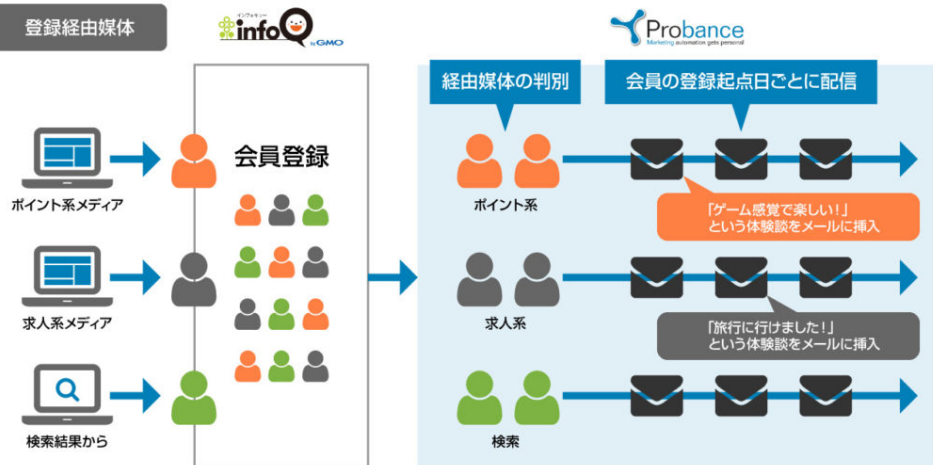 登録経由媒体
インフォキュー
infoQ
by GMO
Probance
Marketing automation gets personal
経由媒体の判別
会員の登録起点日ごとに配信
会員登録
ポイント系メディア
ポイント系
「ゲーム感覚で楽しい!」
という体験談をメールに挿入
求人系メディア
求人系
「旅行に行けました!」
という体験談をメールに挿入
検索結果から
検索